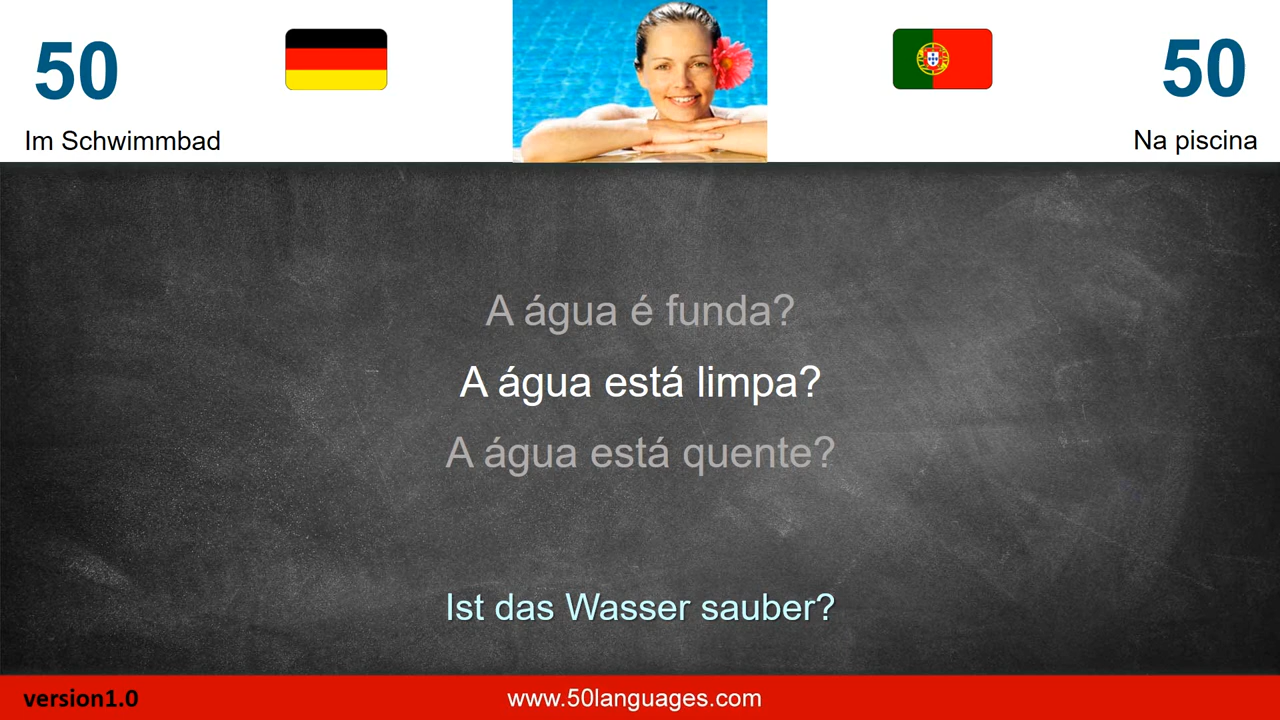 50
50
Im Schwimmbad
Na piscina
A água é funda?
A água está limpa?
A água está quente?
Ist das Wasser sauber?
version1.0
www.50languages.com